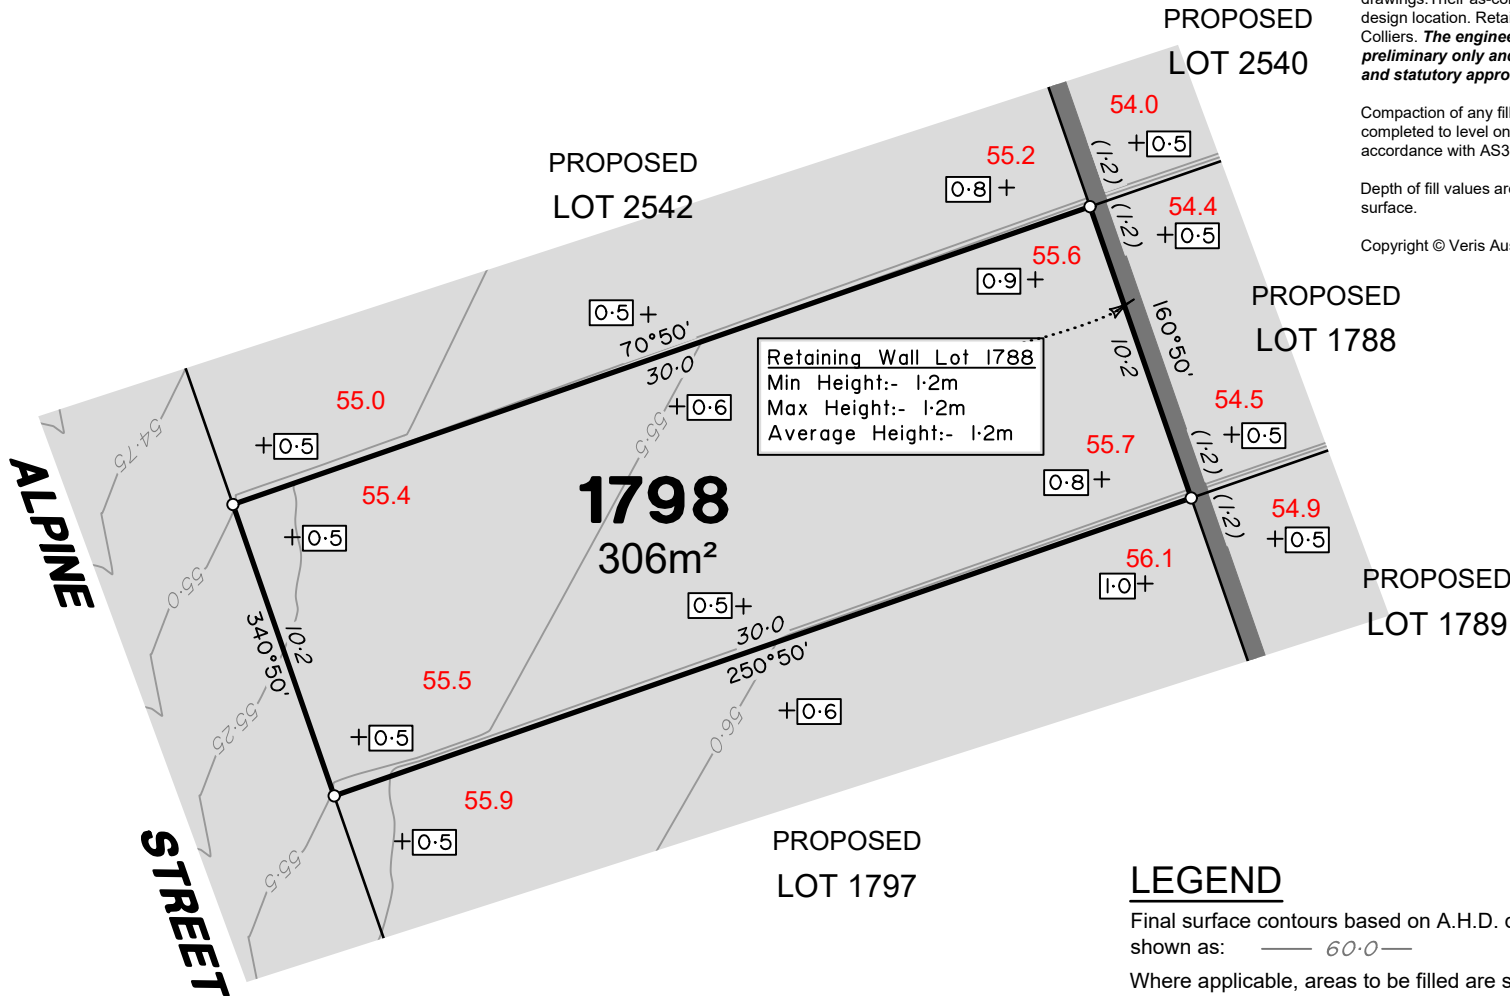 drawings.Their as-co
design location. Retai
Colliers. The enginee
preliminary only and
and statutory appro
Compaction of any fill
completed to level on
accordance with AS3
Depth of fill values are
surface.
Copyright © Veris Au
PROPOSED
LOT 2540
54.0
0·5
(1·2)
PROPOSED
LOT 2542
55.2
0·8
(1·2)
54.4
0·5
55.6
0·9
PROPOSED
LOT 1788
0·5
70°50'
30·0
160°50'
10·2
Retaining Wall Lot 1788
Min Height:- 1·2m
Max Height:- 1·2m
Average Height:- 1·2m
55.0
0·5
0·6
55·5
54·75
54.5
0·5
(1·2)
55.7
0·8
ALPINE
STREET
55.4
0·5
1798
306m²
54.9
0·5
(1·2)
56.1
1·0
55·0
0·5
30·0
250°50'
PROPOSED
LOT 1789
340°50'
10·2
55.5
0·5
55·25
56·0
0·6
55.9
0·5
55·5
PROPOSED
LOT 1797
LEGEND
Final surface contours based on A.H.D. c
shown as: 60·0
Where applicable, areas to be filled are s